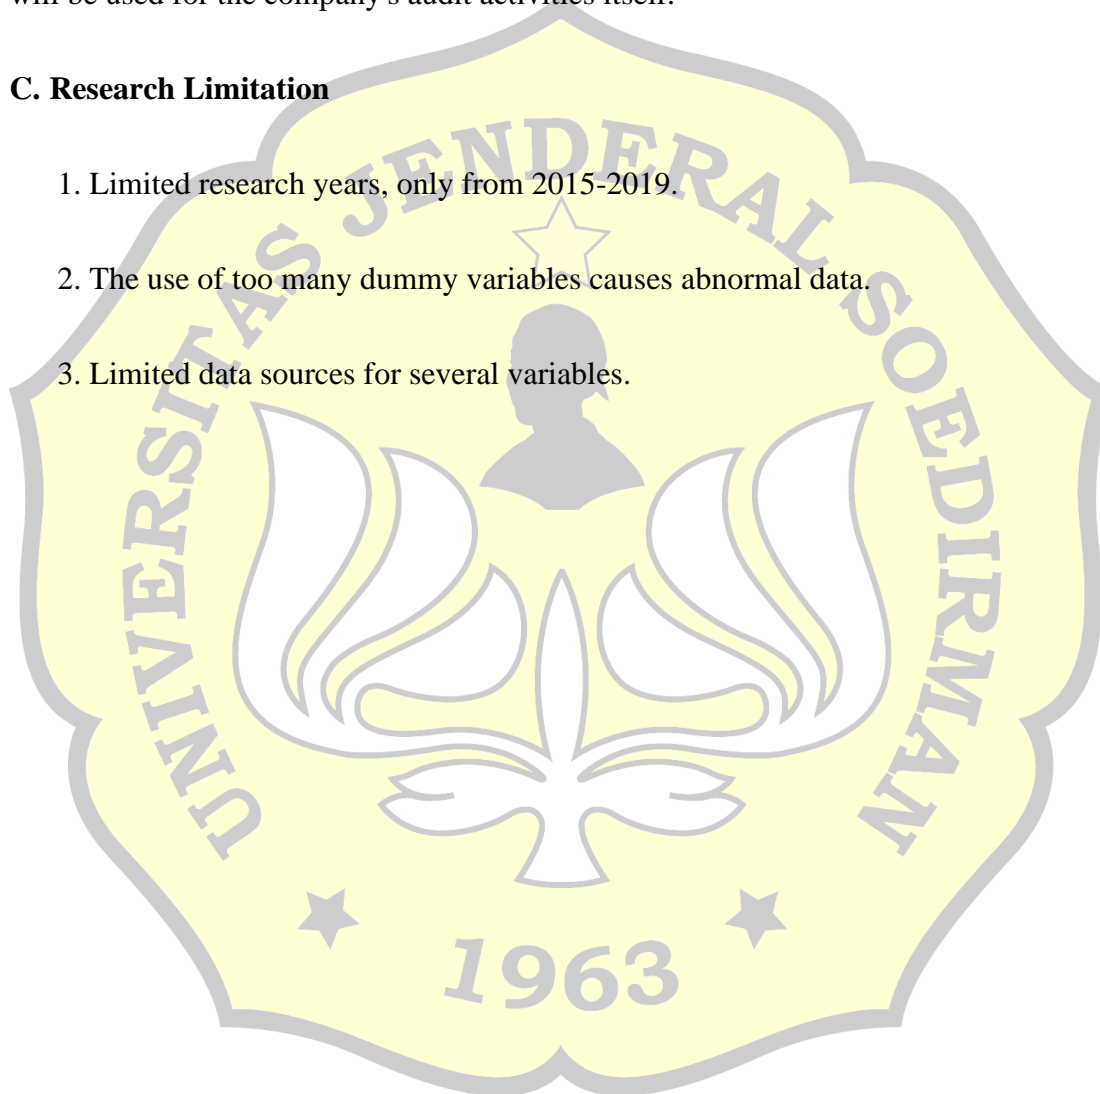 will be used for the company's audit activities itself.
C. Research Limitation
1. Limited research years, only from 2015-2019.
2. The use of too many dummy variables causes abnormal data.
3. Limited data sources for several variables.
UNIVERSITAS JENDERAL SOEDIRMAN
1963